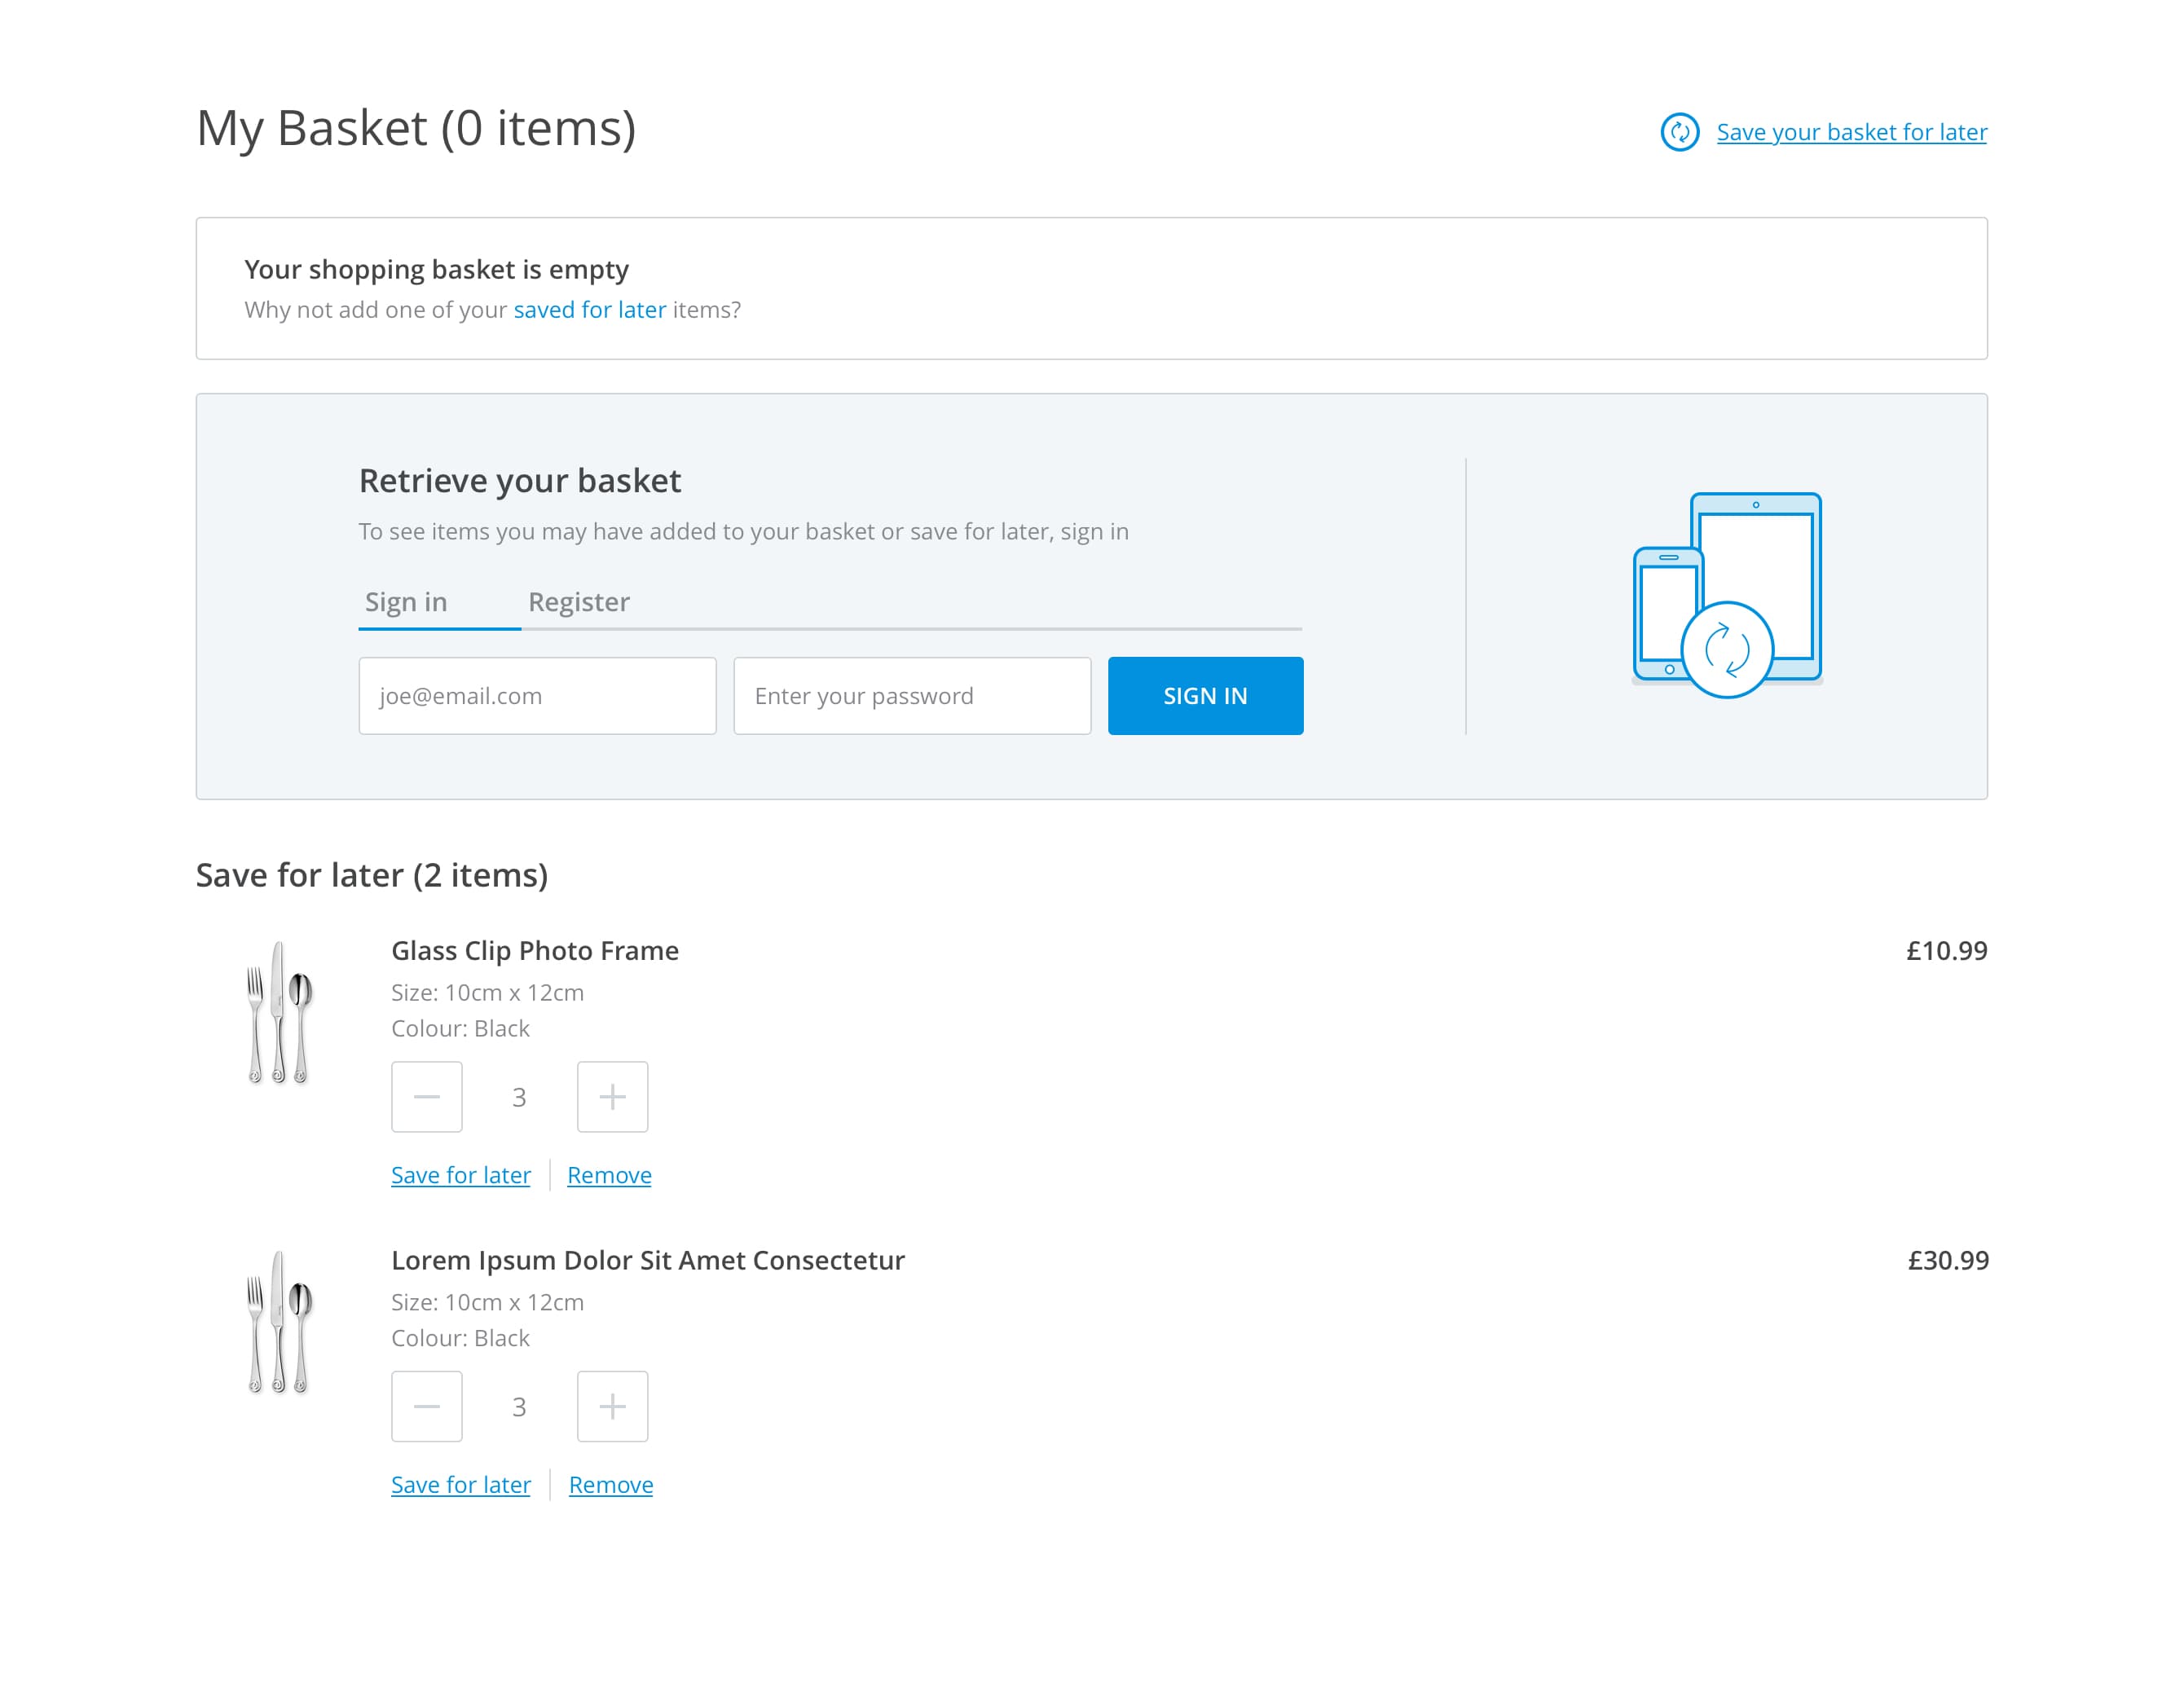 My Basket (0 items)
Save your basket for later
Your shopping basket is empty
Why not add one of your saved for later items?
Retrieve your basket
To see items you may have added to your basket or save for later, sign in
Sign in
Register
joe@email.com
Enter your password
SIGN IN
Save for later (2 items)
Glass Clip Photo Frame
£10.99
Size: 10cm x 12cm
Colour: Black
3
Save for later
Remove
Lorem Ipsum Dolor Sit Amet Consectetur
£30.99
Size: 10cm x 12cm
Colour: Black
3
Save for later
Remove